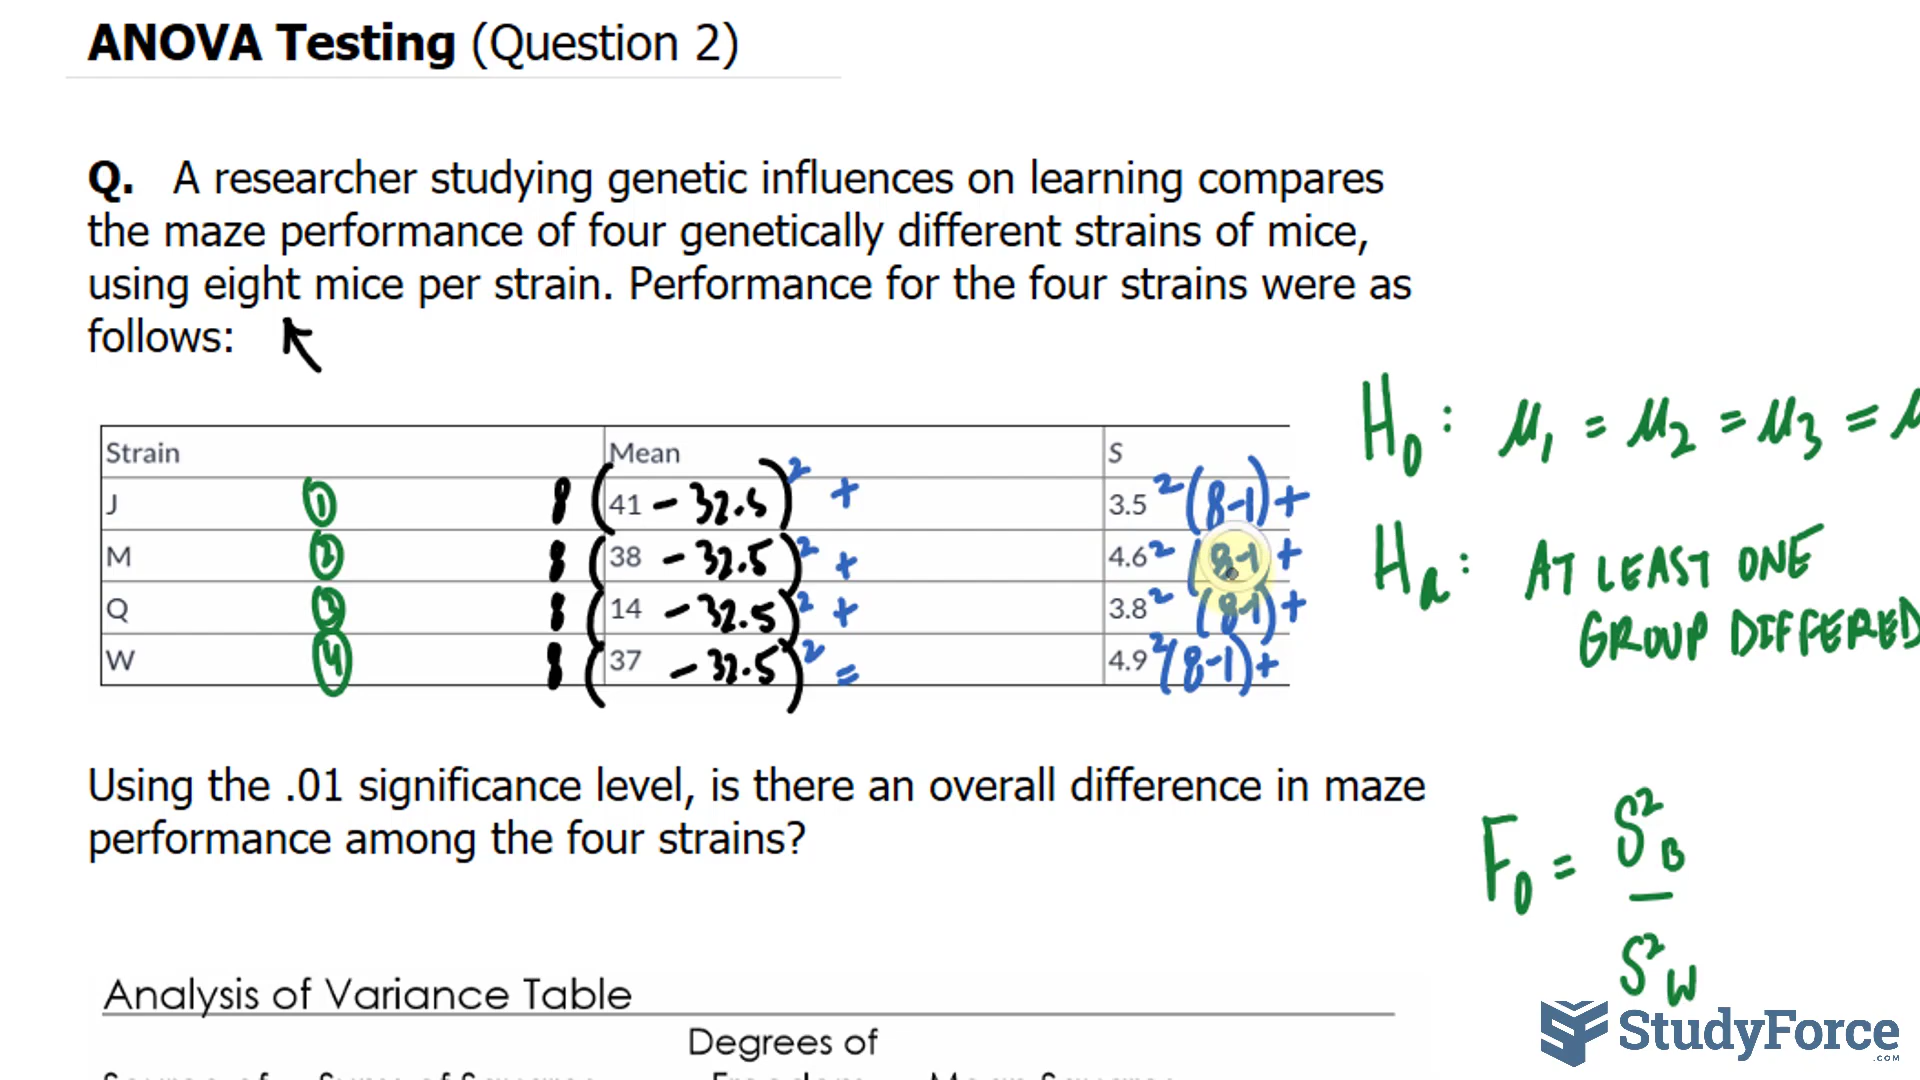 ANOVA Testing (Question 2)
Q. A researcher studying genetic influences on learning compares
the maze performance of four genetically different strains of mice,
using eight mice per strain. Performance for the four strains were as
follows:
Strain Mean S
J ① 8 (41 - 32.5)² + 3.5 ²(8-1)+
M ② 8 (38 - 32.5)² + 4.6² (8-1)+
Q ③ 8 (14 - 32.5)² + 3.8² (8-1)+
W ④ 8 (37 - 32.5)² = 4.9²(8-1)+
H₀: μ₁ = μ₂ = μ₃ =
Hₐ: AT LEAST ONE
GROUP DIFFERED
Using the .01 significance level, is there an overall difference in maze
performance among the four strains?
F₀ = S²B
S²W
Analysis of Variance Table
Degrees of
StudyForce
.COM